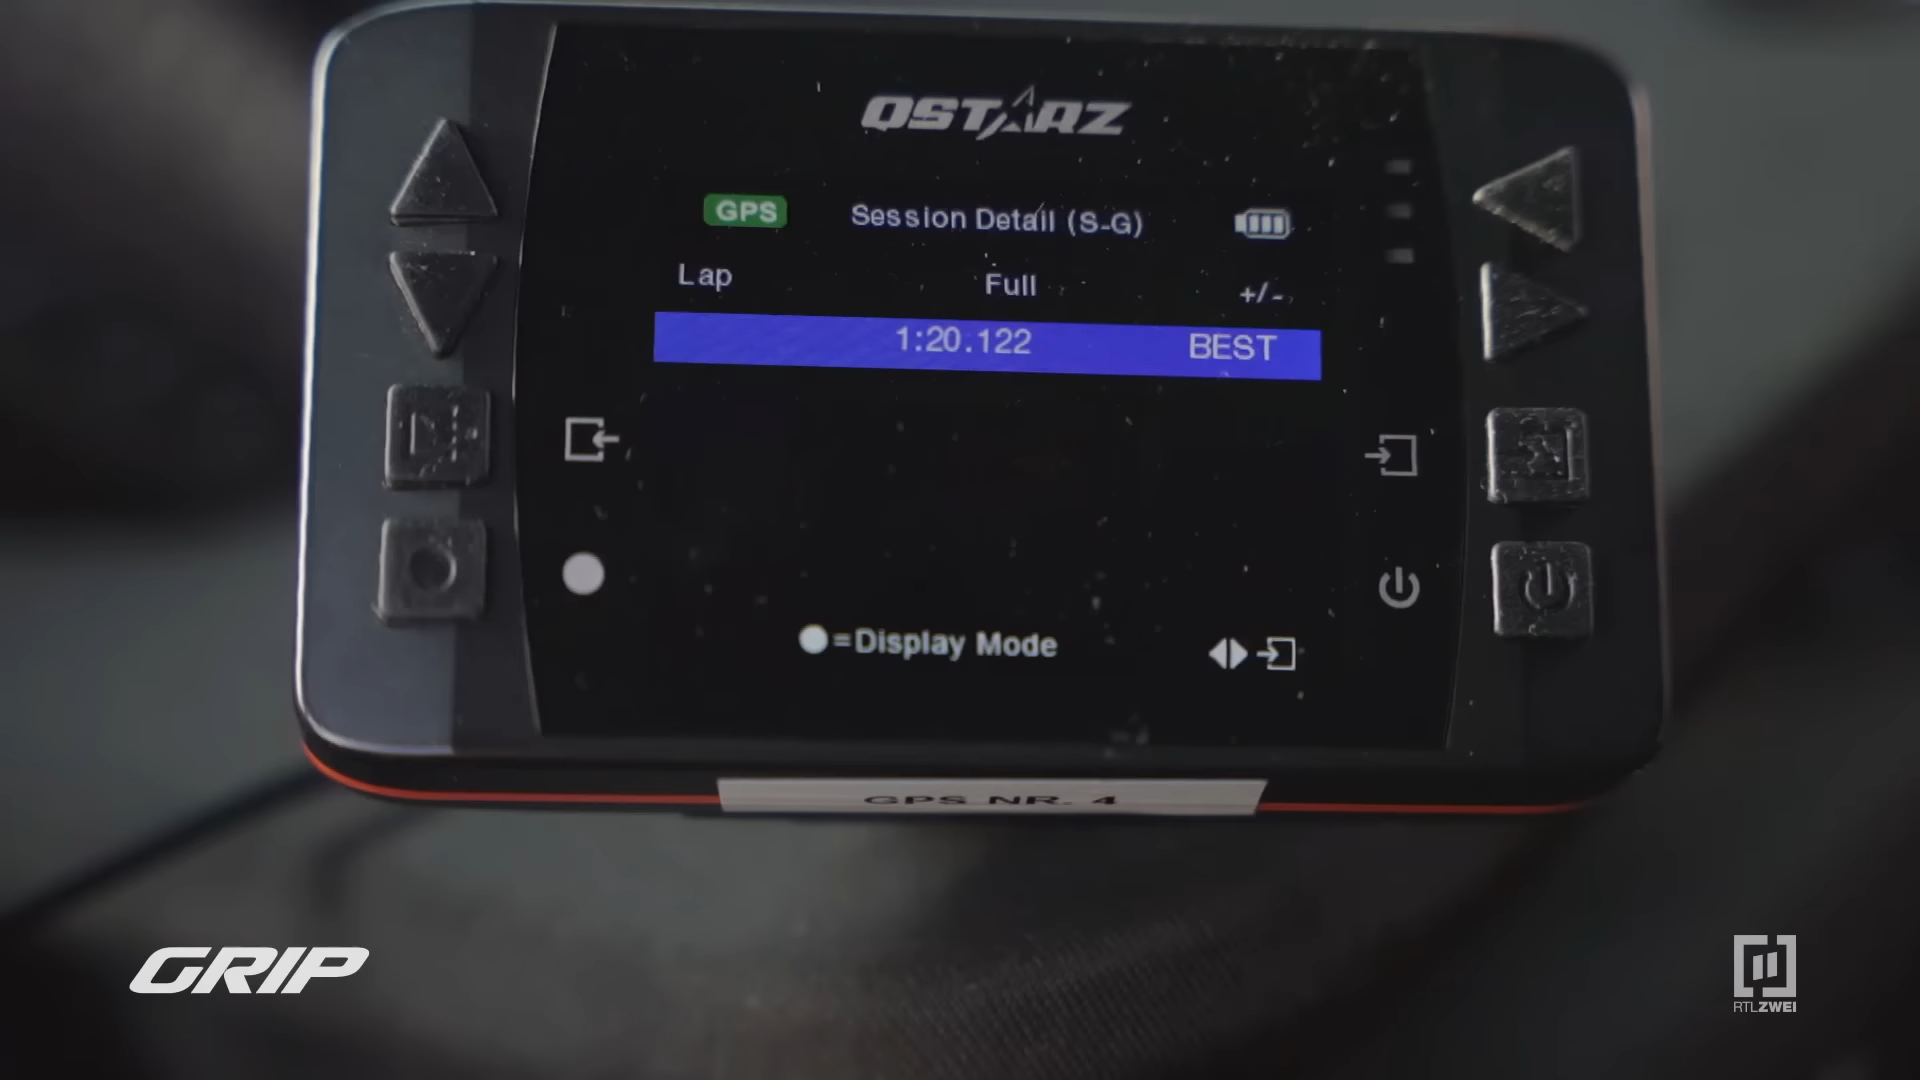 QSTARZ
GPS Session Detail (S-G)
Lap Full +/-
1:20.122 BEST
=Display Mode
GPS NR. 4
GRIP
RTLZWEI